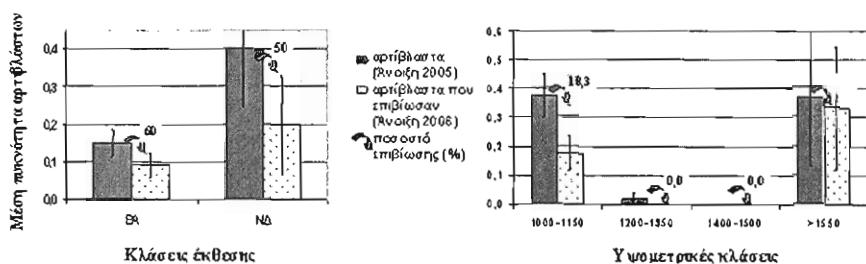 Μέση πυκνότητα αρτιβλάστων
0,4
0,3
0,2
0,1
0,0
60
50
ΒΑ
ΝΔ
Κλάσεις έκθεσης
αρτίβλαστα
(Άνοιξη 2005)
αρτίβλαστα που
επιβίωσαν
(Άνοιξη 2006)
ποσοστό
επιβίωσης (%)
0,6
0,5
0,4
0,3
0,2
0,1
0,0
18,3
0,0
0,0
1000-1150
1200-1350
1400-1500
>1550
Υψομετρικές κλάσεις